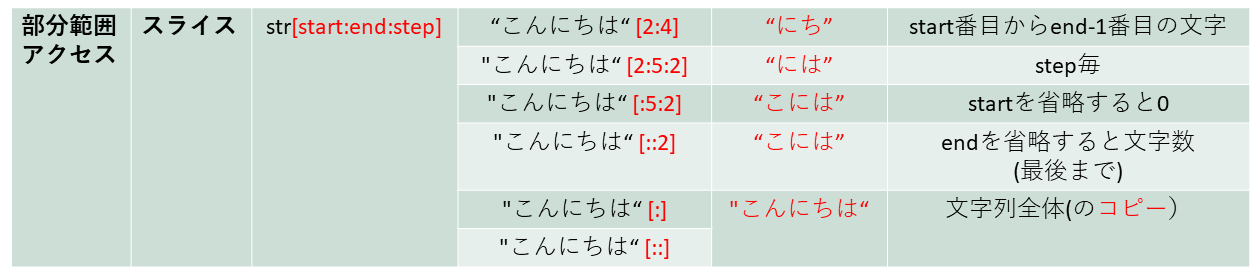 部分範囲
アクセス
スライス
str[start:end:step]
“こんにちは“ [2:4]
“にち”
start番目からend-1番目の文字
"こんにちは“ [2:5:2]
“には”
step毎
"こんにちは“ [:5:2]
“こには”
startを省略すると0
"こんにちは“ [::2]
“こには”
endを省略すると文字数
(最後まで)
"こんにちは“ [:]
"こんにちは“
文字列全体(のコピー）
"こんにちは“ [::]